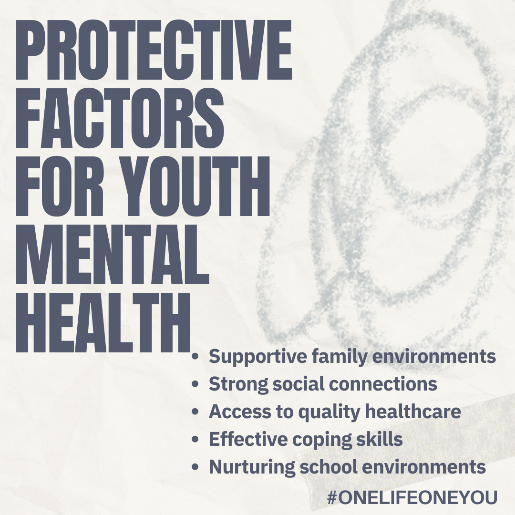 PROTECTIVE
FACTORS
FOR YOUTH
MENTAL
HEALTH
• Supportive family environments
• Strong social connections
• Access to quality healthcare
• Effective coping skills
• Nurturing school environments
#ONELIFEONEYOU